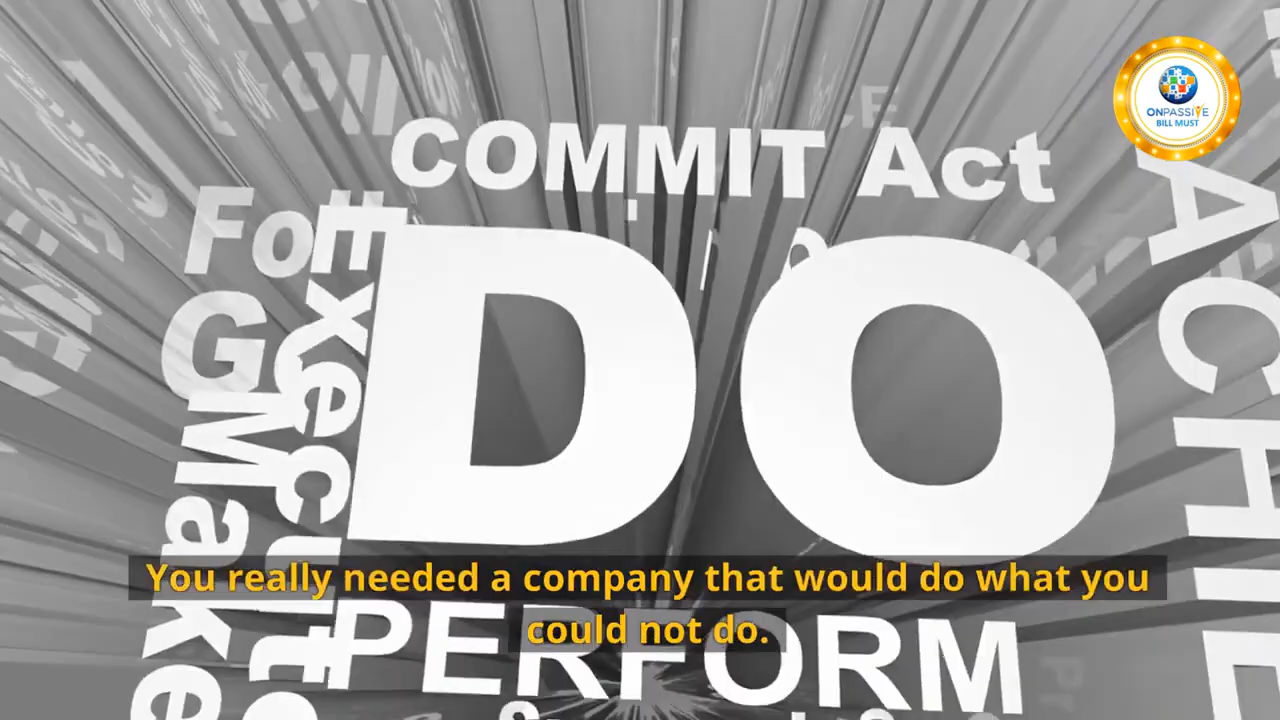 COMMIT Act
ONPASSIVE
BILL MUST
Execute
DO
Make
ACHIE
You really needed a company that would do what you
could not do.
PERFORM